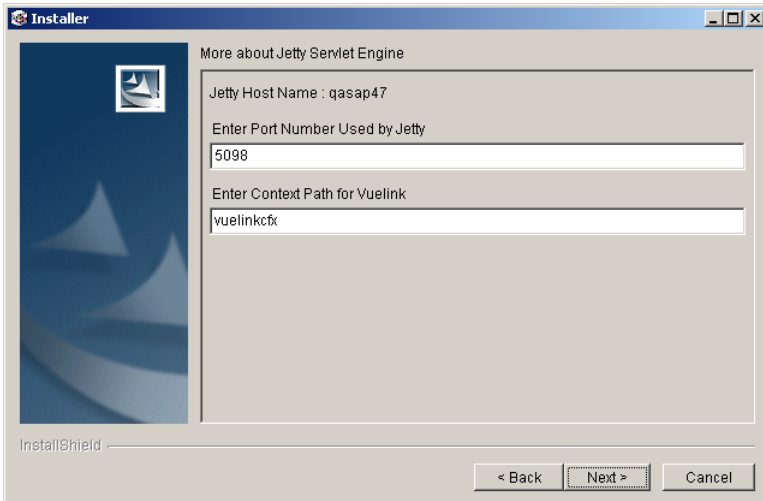 Installer
More about Jetty Servlet Engine
Jetty Host Name : qasap47
Enter Port Number Used by Jetty
5098
Enter Context Path for Vuelink
vuelinkcfx
InstallShield
< Back Next > Cancel